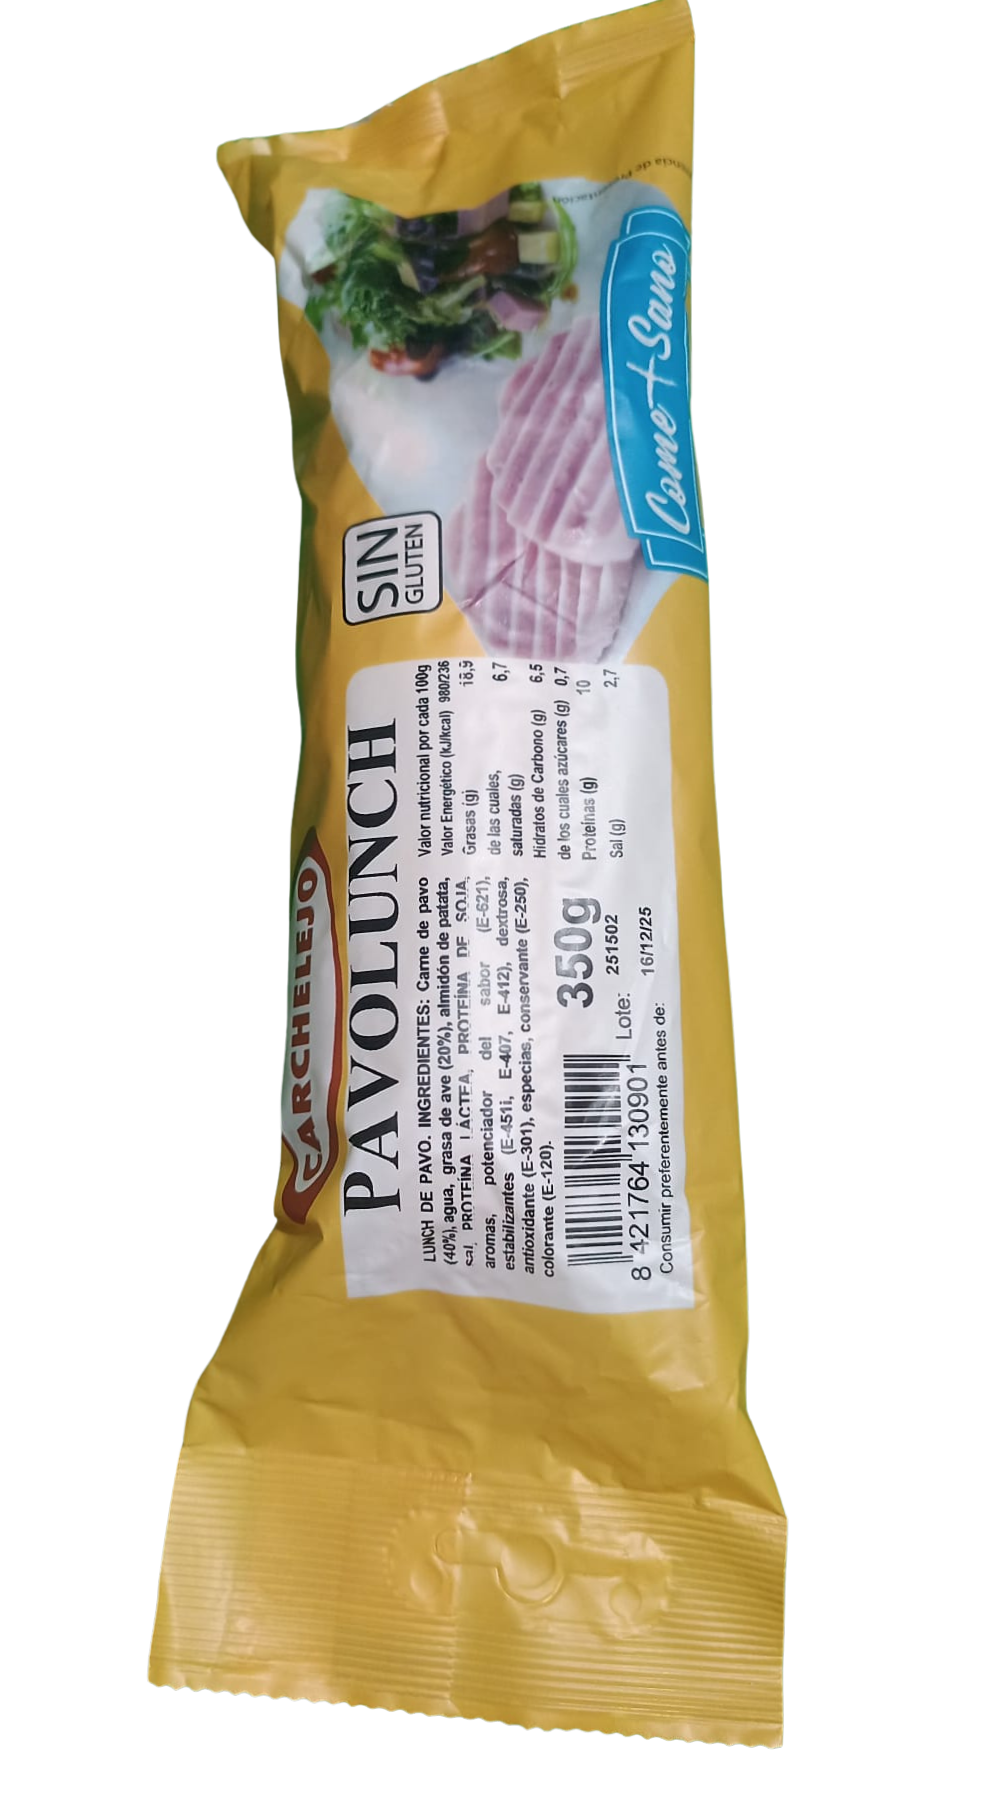 CARCHELEJO
PAVOLUNCH
LUNCH DE PAVO. INGREDIENTES: Carne de pavo
(40%), agua, grasa de ave (20%), almidón de patata,
sal, PROTEÍNA LÁCTEA, PROTEÍNA DE SOJA,
aromas, potenciador del sabor (E-621),
estabilizantes (E-451i, E-407, E-412), dextrosa,
antioxidante (E-301), especias, conservante (E-250),
colorante (E-120).
350g
8 421764 130901
Lote: 251502
Consumir preferentemente antes de: 16/12/25
Valor nutricional por cada 100g
Valor Energético (kJ/kcal) 980/236
Grasas (g) 18,9
de las cuales,
saturadas (g) 6,7
Hidratos de Carbono (g) 6,5
de los cuales azúcares (g) 0,7
Proteínas (g) 10
Sal (g) 2,7
SIN
GLUTEN
Come + Sano
de